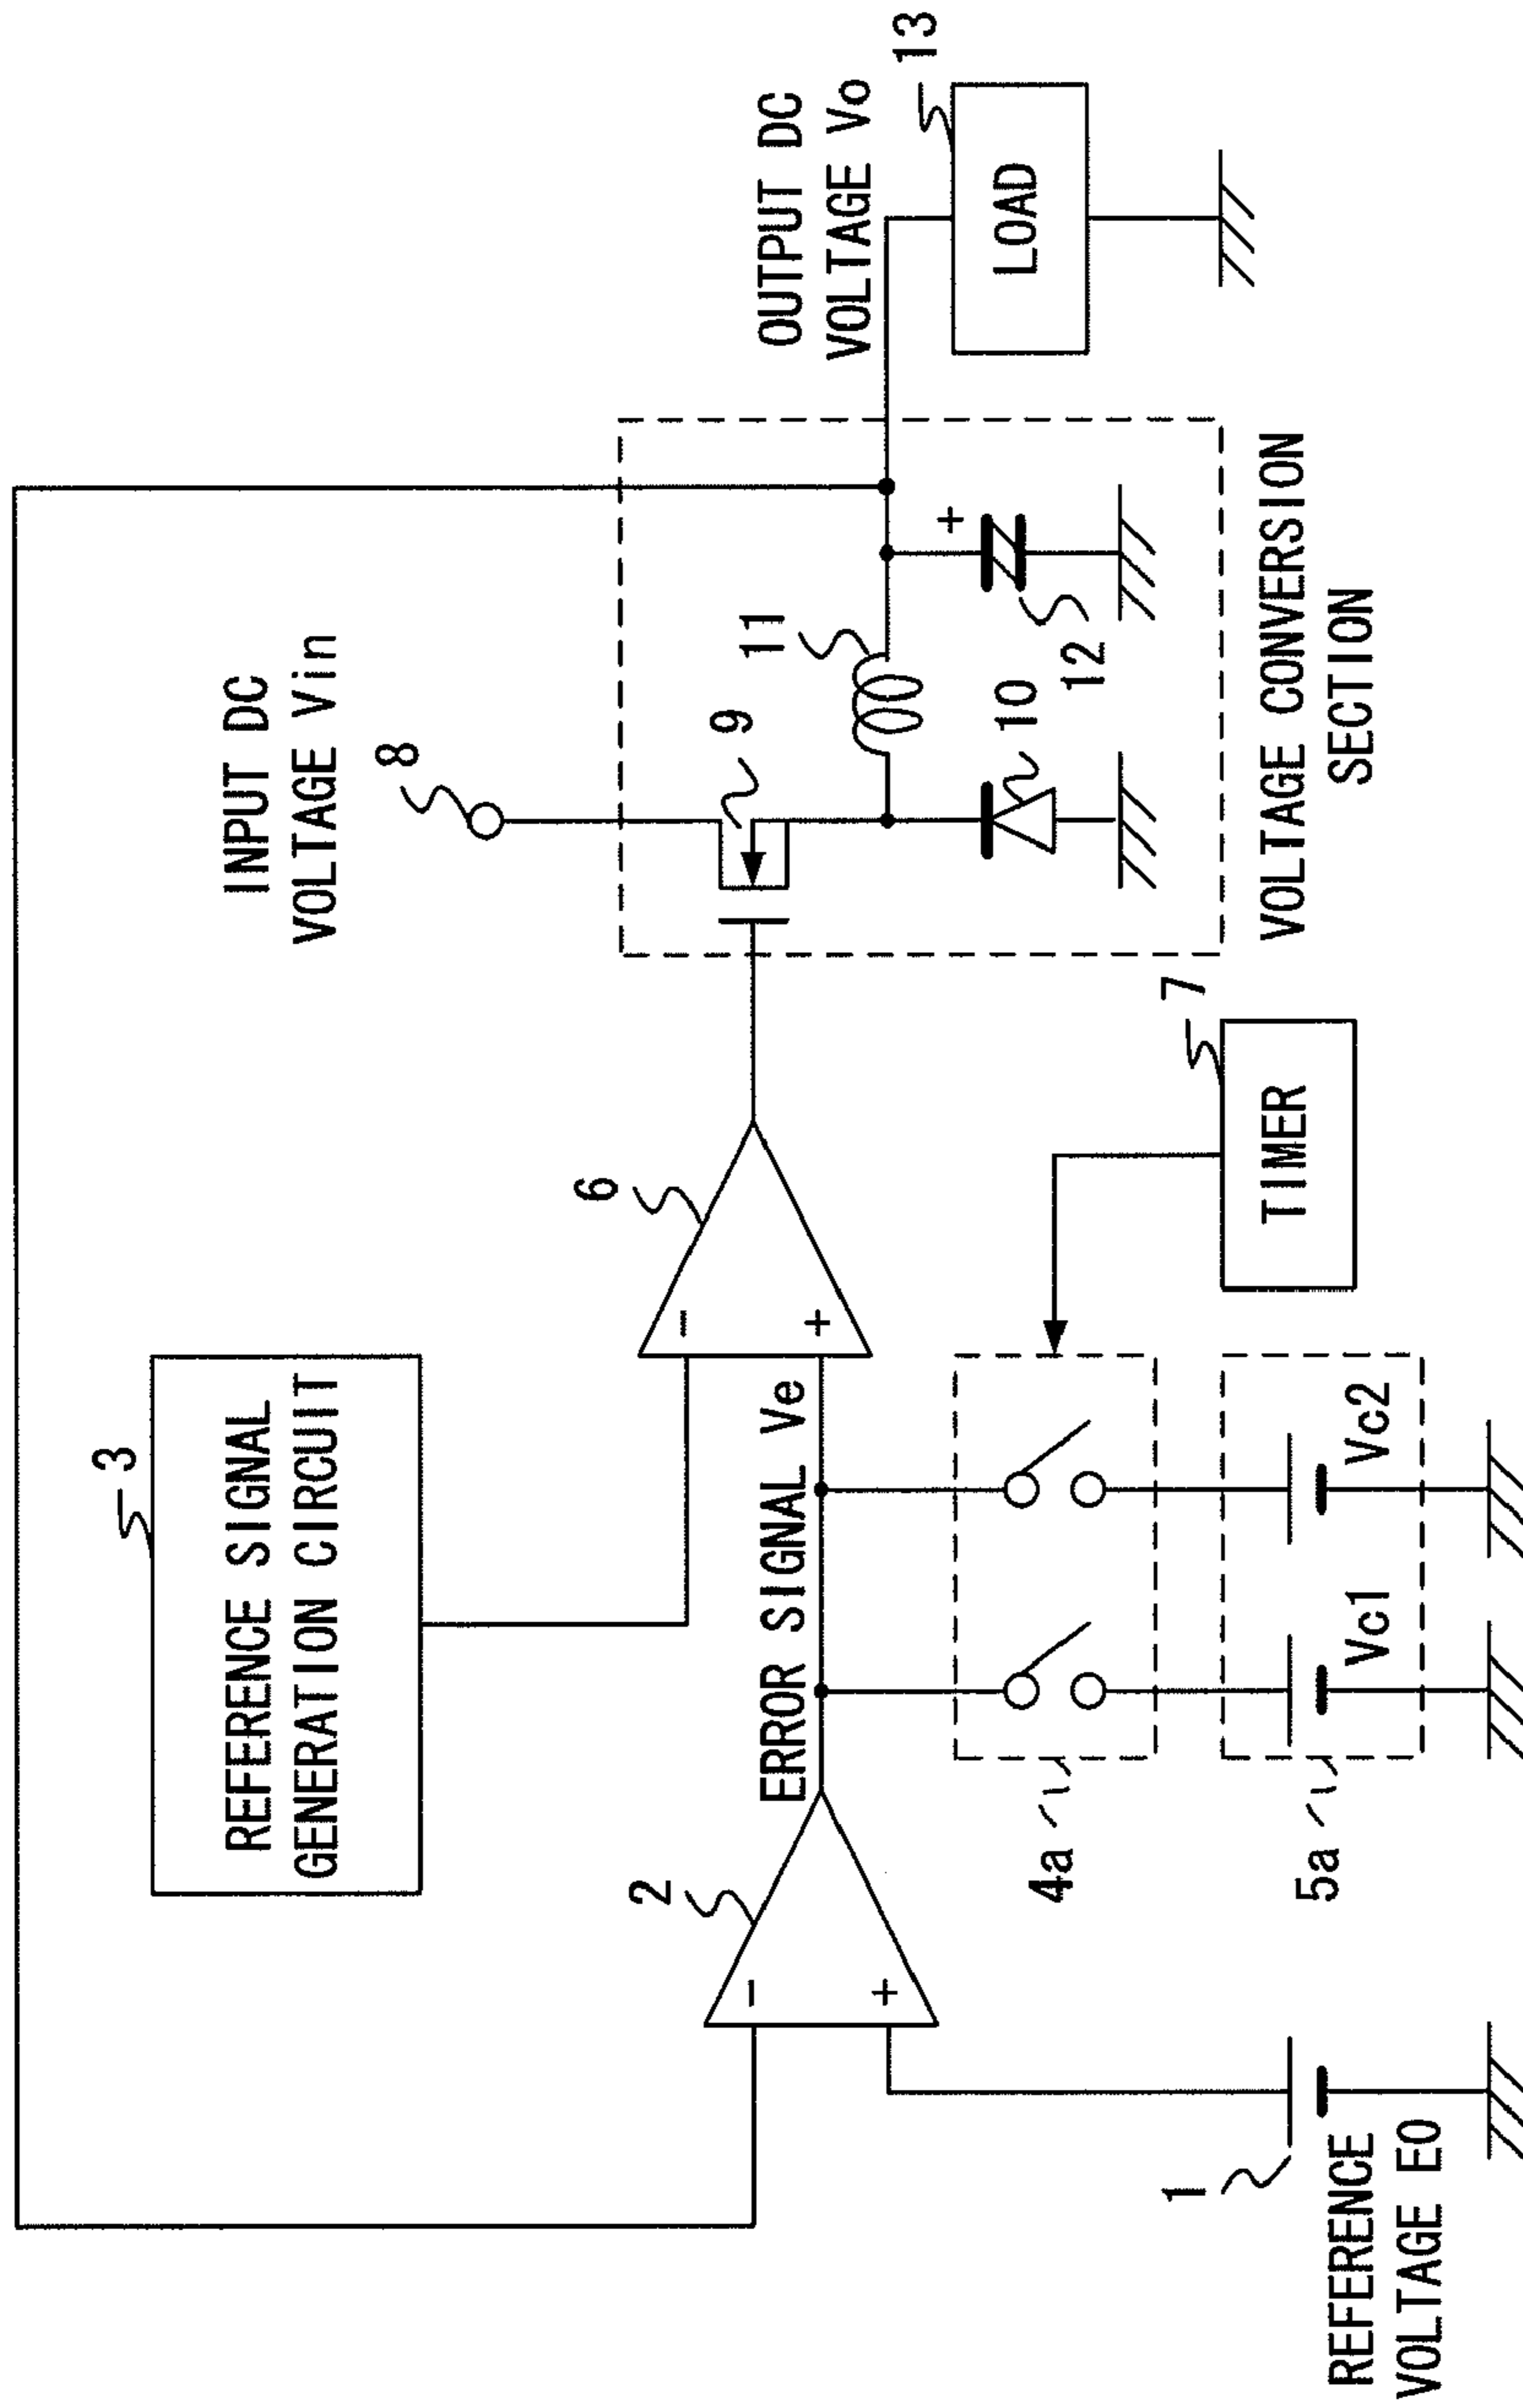 INPUT DC
VOLTAGE Vin
8
3
REFERENCE SIGNAL
GENERATION CIRCUIT
6
-
+
9
11
10
12
+
OUTPUT DC
VOLTAGE Vo
13
LOAD
VOLTAGE CONVERSION
SECTION
2
-
+
ERROR SIGNAL Ve
4a
5a
Vc1
Vc2
7
TIMER
1
REFERENCE
VOLTAGE E0